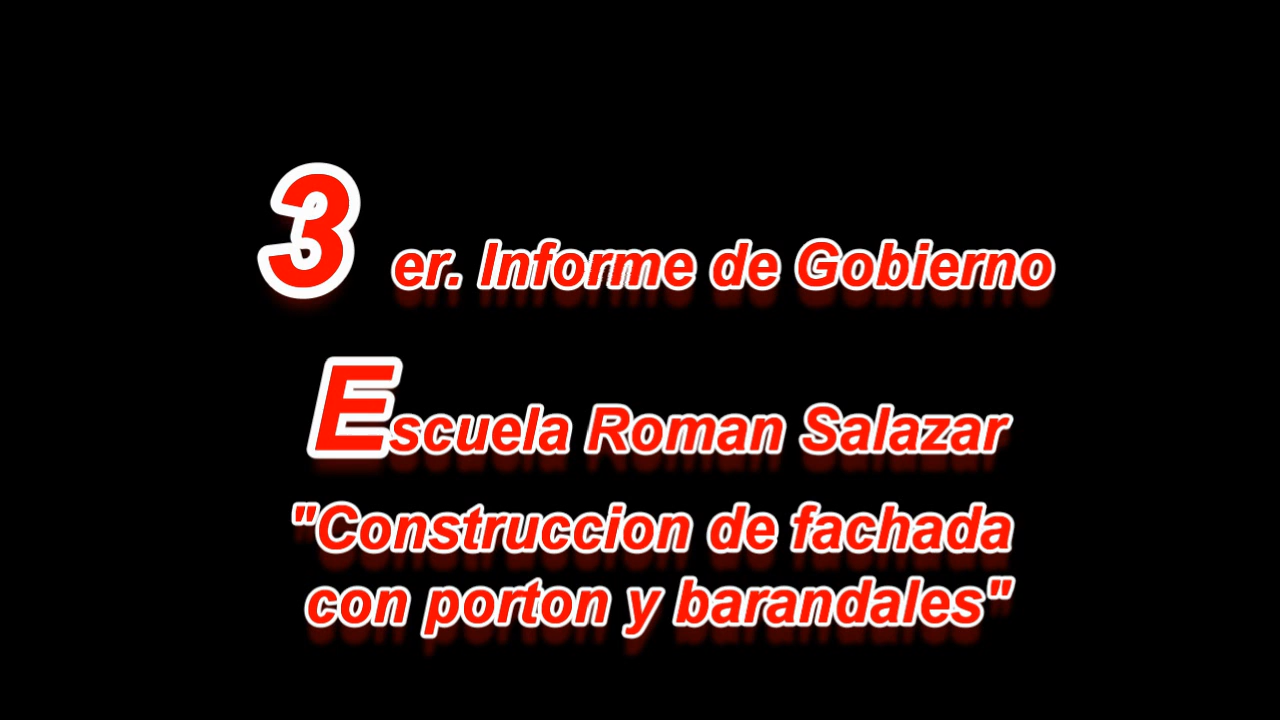 3 er. Informe de Gobierno
Escuela Roman Salazar
"Construccion de fachada
con porton y barandales"